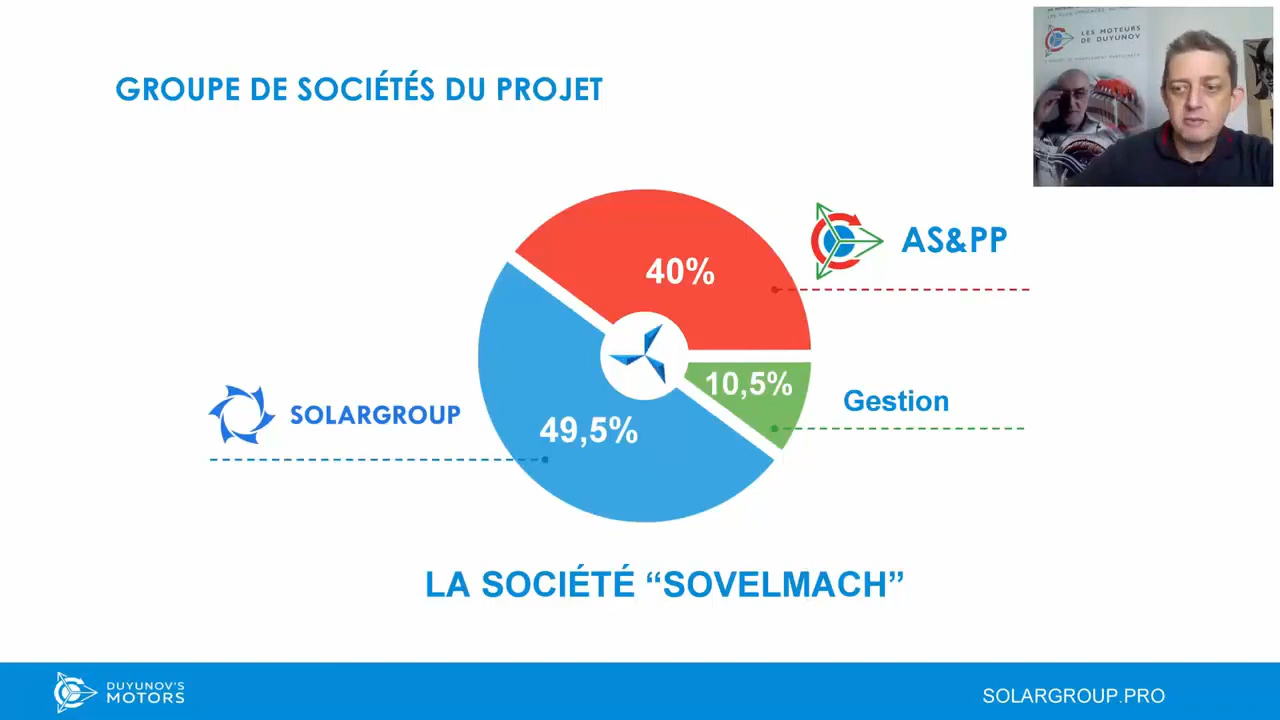 GROUPE DE SOCIÉTÉS DU PROJET
LES MOTEURS
DE DUYUNOV
40%
AS&PP
10,5%
Gestion
SOLARGROUP
49,5%
LA SOCIÉTÉ “SOVELMACH”
DUYUNOV'S
MOTORS
SOLARGROUP.PRO